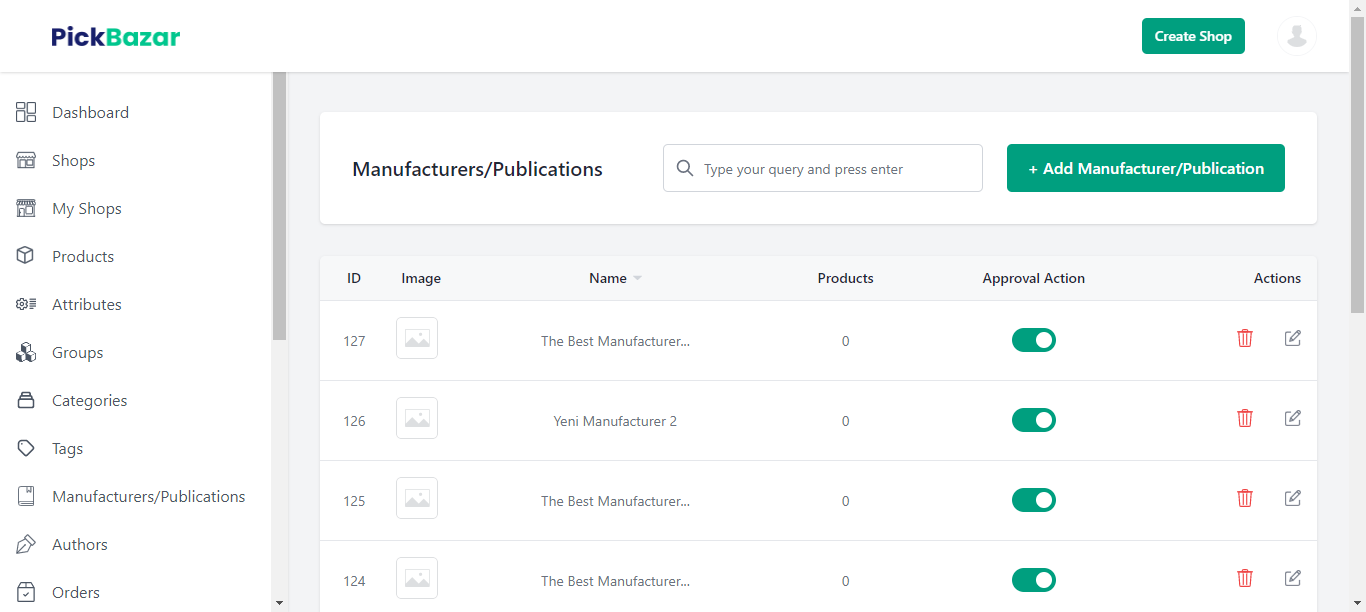 PickBazar
Create Shop
Dashboard
Shops
My Shops
Products
Attributes
Groups
Categories
Tags
Manufacturers/Publications
Authors
Orders
Manufacturers/Publications
Type your query and press enter
+ Add Manufacturer/Publication
ID Image Name Products Approval Action Actions
127 The Best Manufacturer... 0
126 Yeni Manufacturer 2 0
125 The Best Manufacturer... 0
124 The Best Manufacturer... 0